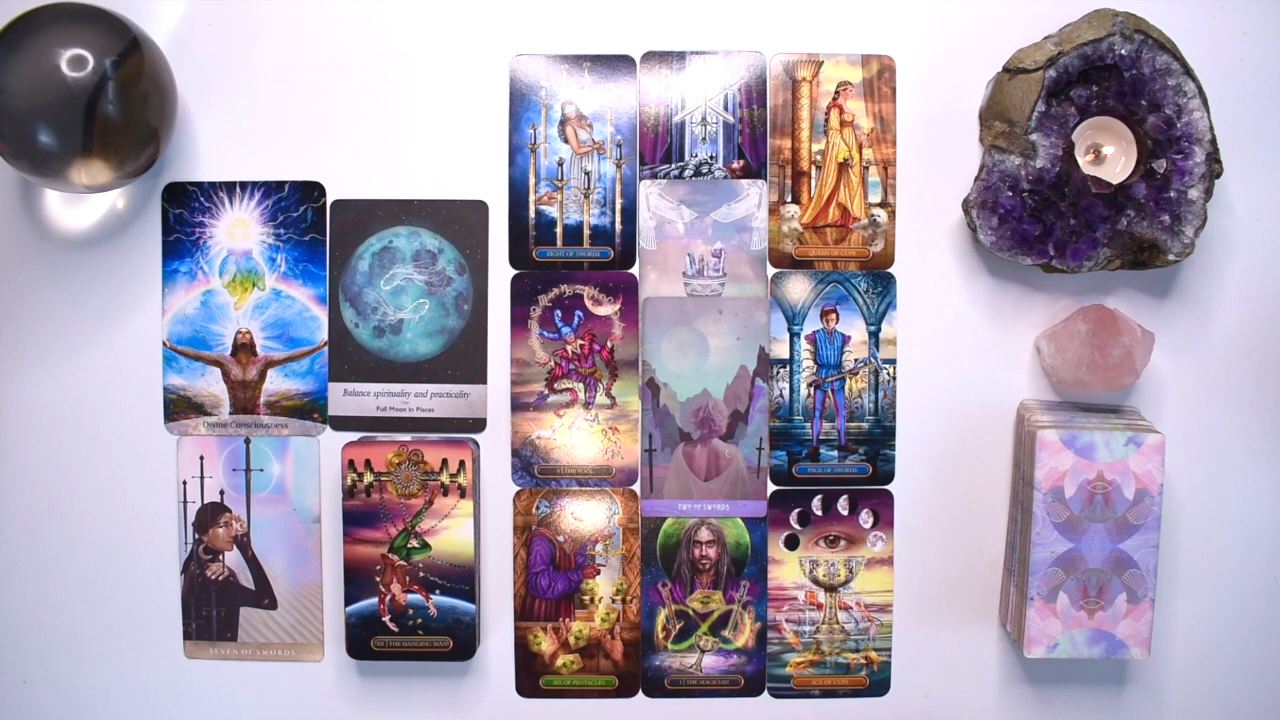 EIGHT OF SWORDS
QUEEN OF CUPS
Divine Consciousness
Balance spirituality and practicality
Full Moon in Pisces
0 | THE FOOL
PAGE OF SWORDS
TWO OF SWORDS
SEVEN OF SWORDS
XII | THE HANGING MAN
SIX OF PENTACLES
I | THE MAGICIAN
ACE OF CUPS